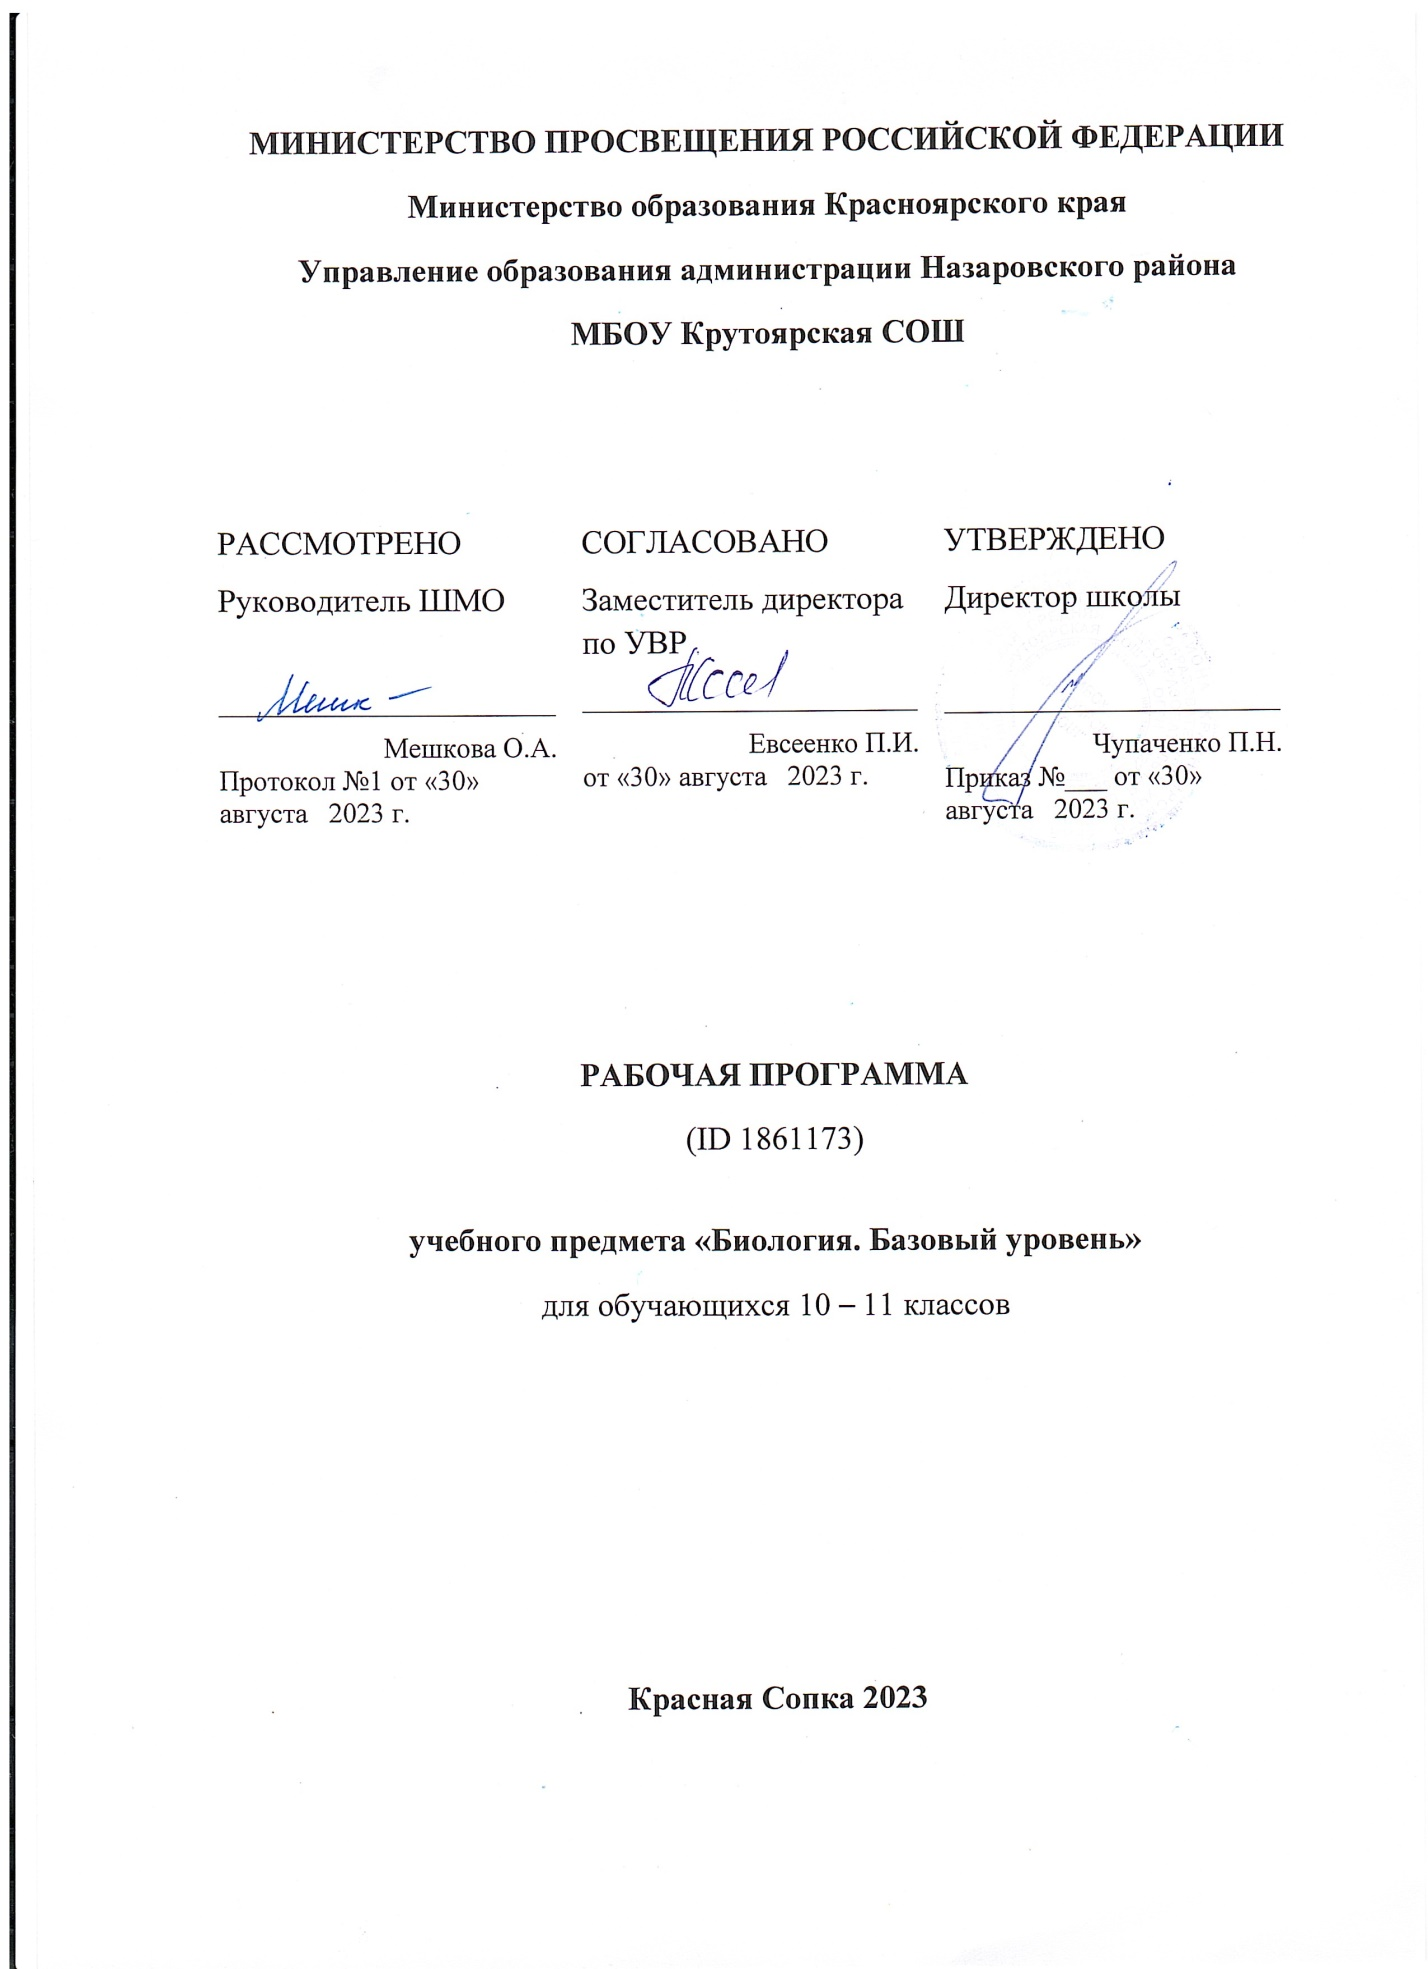 МИНИСТЕРСТВО ПРОСВЕЩЕНИЯ РОССИЙСКОЙ ФЕДЕРАЦИИ
Министерство образования Красноярского края
Управление образования администрации Назаровского района
МБОУ Крутоярская СОШ
РАССМОТРЕНО
Руководитель ШМО
Мешкова О.А.
Протокол №1 от «30»
августа 2023 г.
СОГЛАСОВАНО
Заместитель директора
по УВР
Евсеенко П.И.
от «30» августа 2023 г.
УТВЕРЖДЕНО
Директор школы
Чупаченко П.Н.
Приказ №___ от «30»
августа 2023 г.
РАБОЧАЯ ПРОГРАММА
(ID 1861173)
учебного предмета «Биология. Базовый уровень»
для обучающихся 10 – 11 классов
Красная Сопка 2023